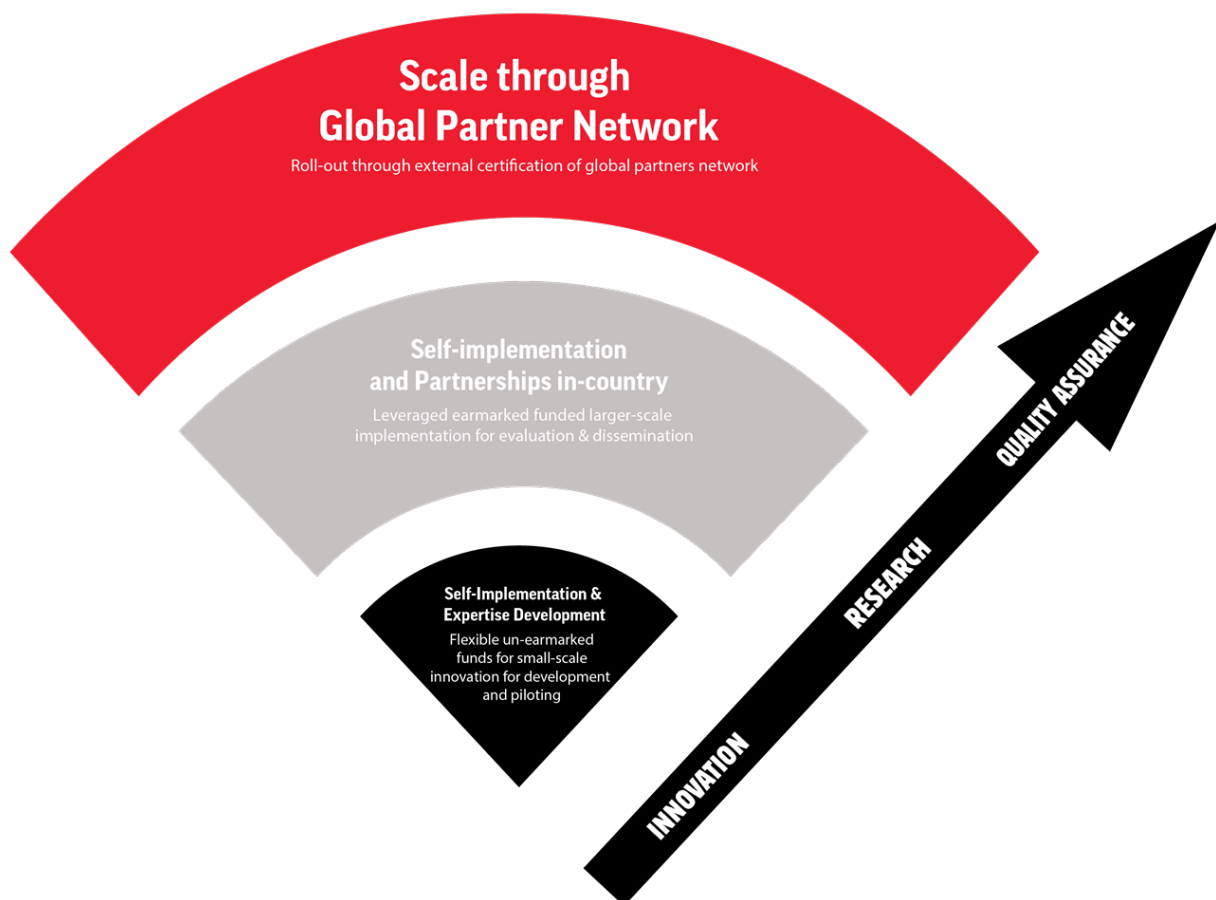 Scale through
Global Partner Network
Roll-out through external certification of global partners network
Self-implementation
and Partnerships in-country
Leveraged earmarked funded larger-scale
implementation for evaluation & dissemination
Self-Implementation &
Expertise Development
Flexible un-earmarked
funds for small-scale
innovation for development
and piloting
INNOVATION
RESEARCH
QUALITY ASSURANCE